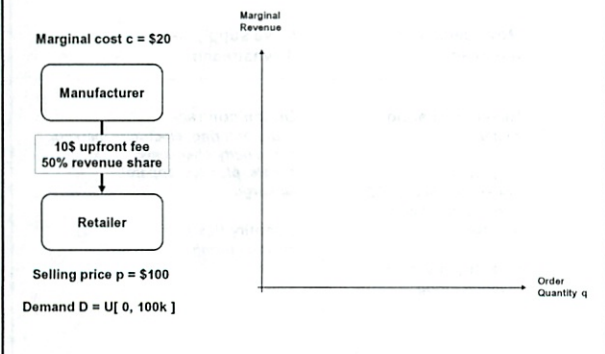 Marginal cost c = $20
Manufacturer
10$ upfront fee
50% revenue share
Retailer
Selling price p = $100
Demand D = U[ 0, 100k ]
Marginal
Revenue
Order
Quantity q